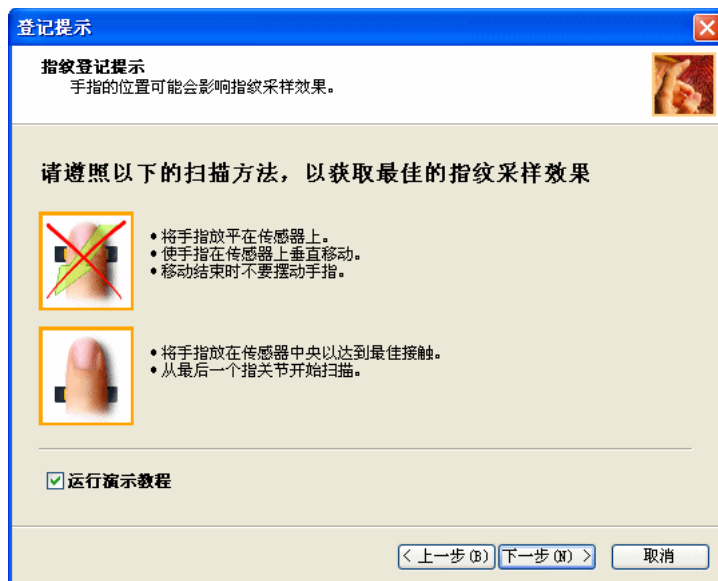 登记提示
指纹登记提示
手指的位置可能会影响指纹采样效果。
请遵照以下的扫描方法，以获取最佳的指纹采样效果
•将手指放平在传感器上。
•使手指在传感器上垂直移动。
•移动结束时不要摆动手指。
•将手指放在传感器中央以达到最佳接触。
•从最后一个指关节开始扫描。
运行演示教程
< 上一步(B) 下一步(N) > 取消